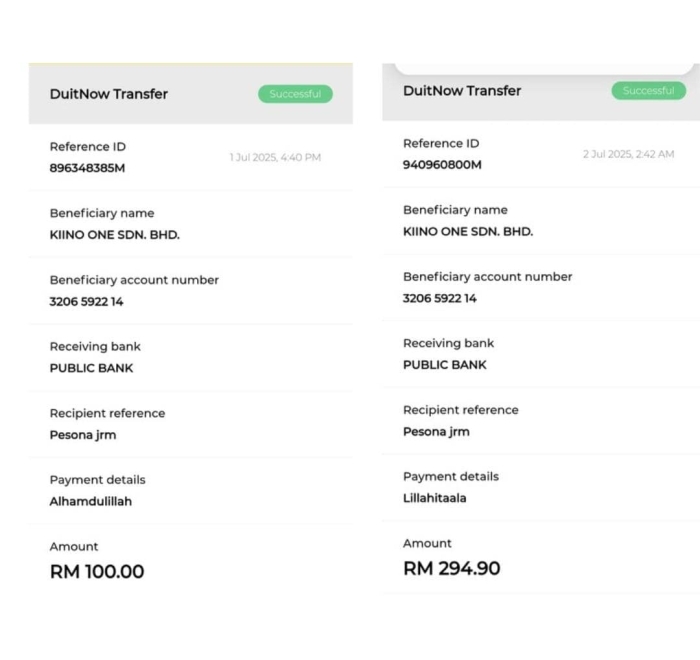 DuitNow Transfer
Successful
Reference ID
896348385M
1 Jul 2025, 4:40 PM
Beneficiary name
KIINO ONE SDN. BHD.
Beneficiary account number
3206 5922 14
Receiving bank
PUBLIC BANK
Recipient reference
Pesona jrm
Payment details
Alhamdulillah
Amount
RM 100.00
DuitNow Transfer
Successful
Reference ID
940960800M
2 Jul 2025, 2:42 AM
Beneficiary name
KIINO ONE SDN. BHD.
Beneficiary account number
3206 5922 14
Receiving bank
PUBLIC BANK
Recipient reference
Pesona jrm
Payment details
Lillahitaala
Amount
RM 294.90